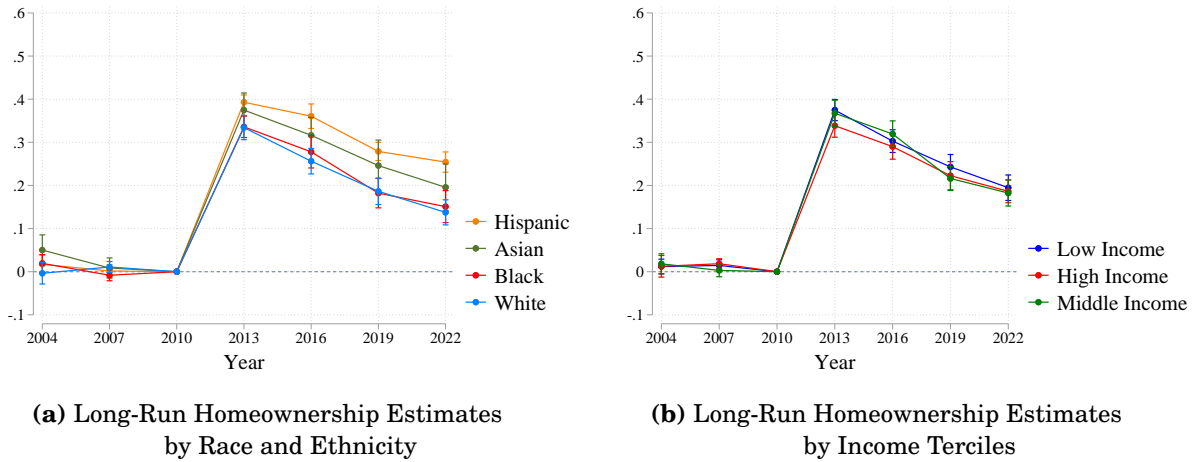 .6
.5
.4
.3
.2
.1
0
-.1
2004 2007 2010 2013 2016 2019 2022
Year
Hispanic
Asian
Black
White
(a) Long-Run Homeownership Estimates
by Race and Ethnicity
.6
.5
.4
.3
.2
.1
0
-.1
2004 2007 2010 2013 2016 2019 2022
Year
Low Income
High Income
Middle Income
(b) Long-Run Homeownership Estimates
by Income Terciles